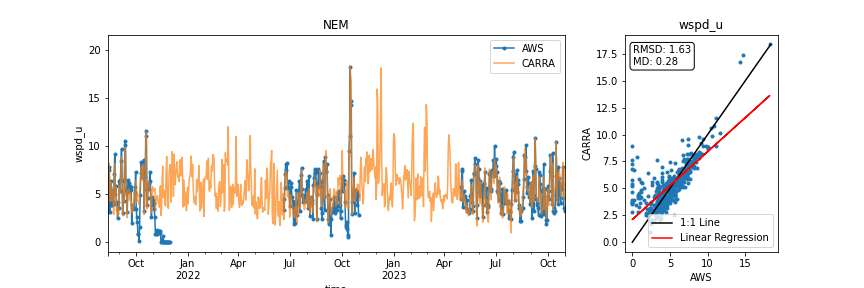 NEM
wspd_u
20
15
10
5
0
wspd_u
AWS
CARRA
Oct
Jan
2022
Apr
Jul
Oct
Jan
2023
Apr
Jul
Oct
time
RMSD: 1.63
MD: 0.28
17.5
15.0
12.5
10.0
7.5
5.0
2.5
0.0
CARRA
1:1 Line
Linear Regression
0
5
10
15
AWS